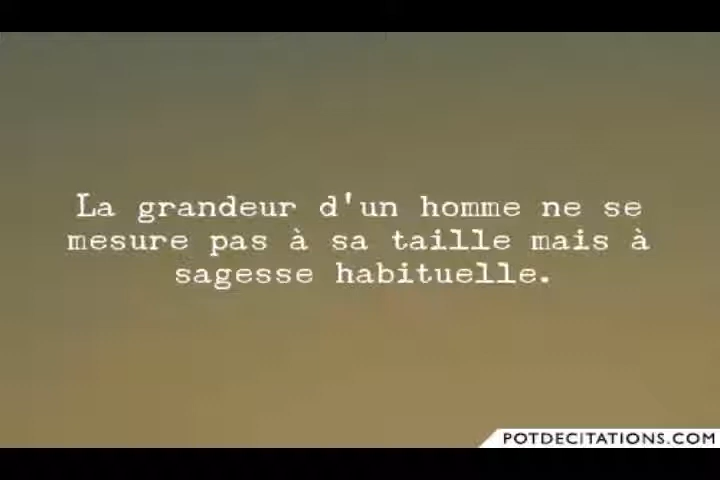 La grandeur d'un homme ne se
mesure pas à sa taille mais à
sagesse habituelle.
POTDECITATIONS.COM